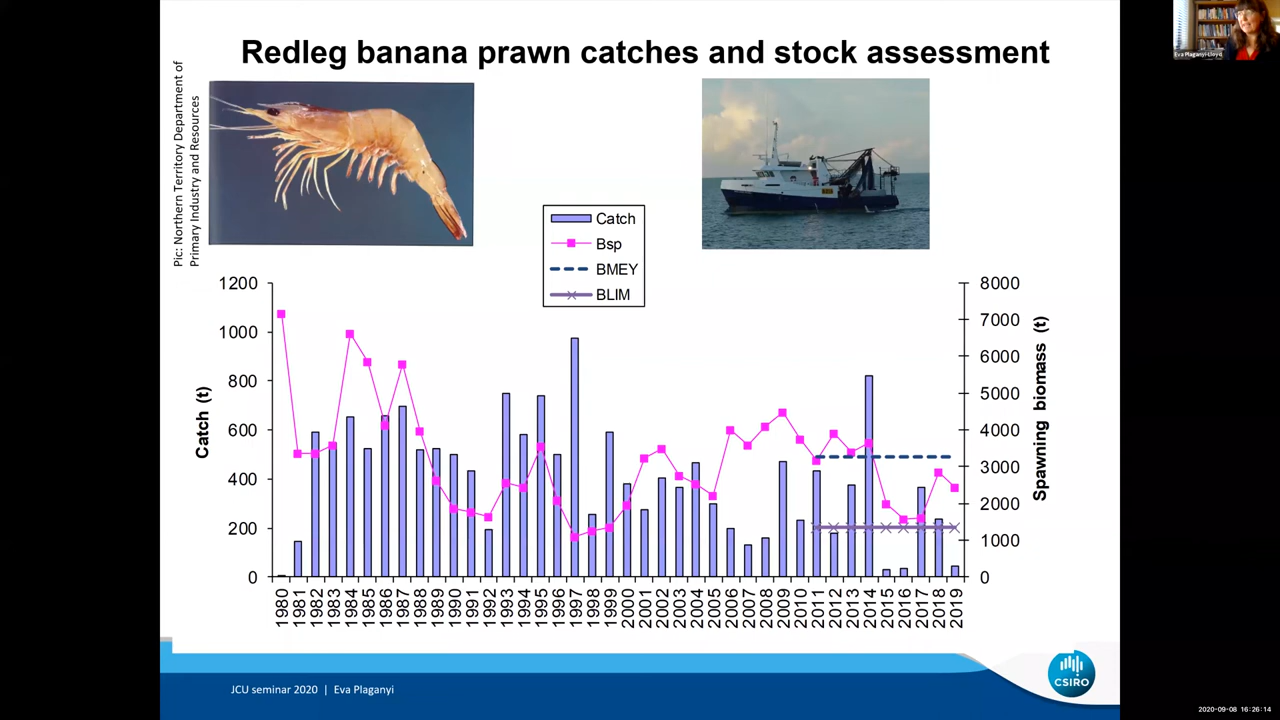 Redleg banana prawn catches and stock assessment
Eva Plaganyi-Lloyd
Pic: Northern Territory Department of
Primary Industry and Resources
Catch
Bsp
BMEY
BLIM
Catch (t)
1200
1000
800
600
400
200
0
Spawning biomass (t)
8000
7000
6000
5000
4000
3000
2000
1000
0
1980 1981 1982 1983 1984 1985 1986 1987 1988 1989 1990 1991 1992 1993 1994 1995 1996 1997 1998 1999 2000 2001 2002 2003 2004 2005 2006 2007 2008 2009 2010 2011 2012 2013 2014 2015 2016 2017 2018 2019
JCU seminar 2020 | Eva Plaganyi
CSIRO
2020-09-08 16:26:14